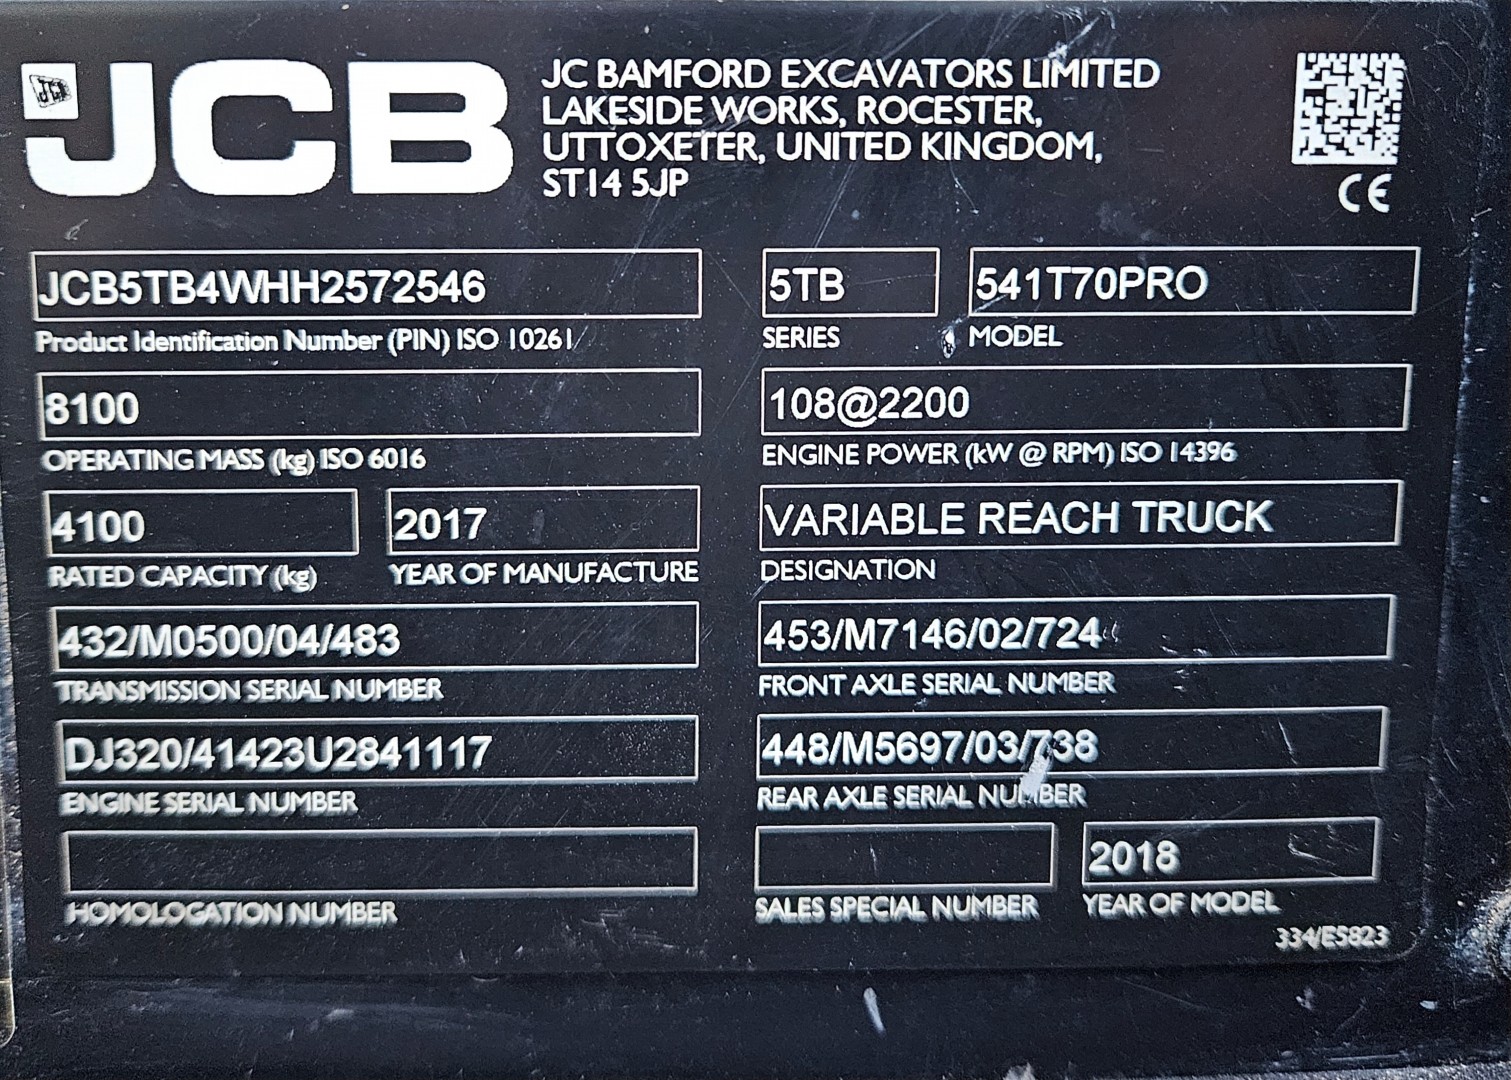 JCB
JC BAMFORD EXCAVATORS LIMITED
LAKESIDE WORKS, ROCESTER,
UTTOXETER, UNITED KINGDOM,
ST14 5JP
CE
JCB5TB4WHH2572546
Product Identification Number (PIN) ISO 10261
5TB
SERIES
541T70PRO
MODEL
8100
OPERATING MASS (kg) ISO 6016
108@2200
ENGINE POWER (kW @ RPM) ISO 14396
4100
RATED CAPACITY (kg)
2017
YEAR OF MANUFACTURE
VARIABLE REACH TRUCK
DESIGNATION
432/M0500/04/483
TRANSMISSION SERIAL NUMBER
453/M7146/02/724
FRONT AXLE SERIAL NUMBER
DJ320/41423U2841117
ENGINE SERIAL NUMBER
448/M5697/03/738
REAR AXLE SERIAL NUMBER
HOMOLOGATION NUMBER
SALES SPECIAL NUMBER
2018
YEAR OF MODEL
334/E5823